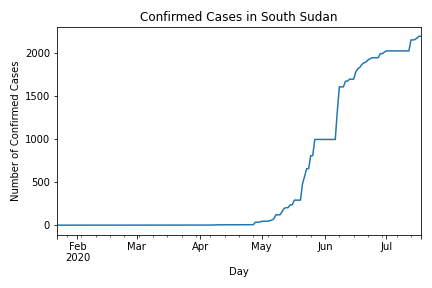 Confirmed Cases in South Sudan
Number of Confirmed Cases
2000
1500
1000
500
0
Feb Mar Apr May Jun Jul
2020
Day